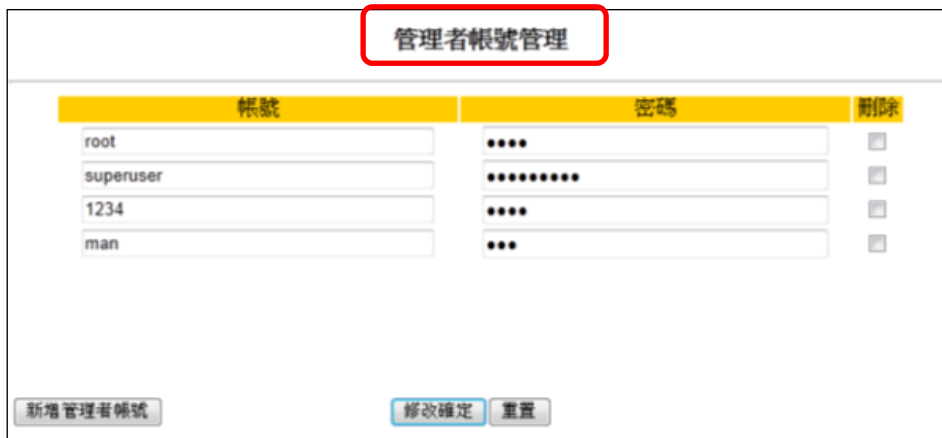 管理者帳號管理
帳號 密碼 刪除
root ••••
superuser •••••••••
1234 ••••
man •••
新增管理者帳號 修改確定 重置